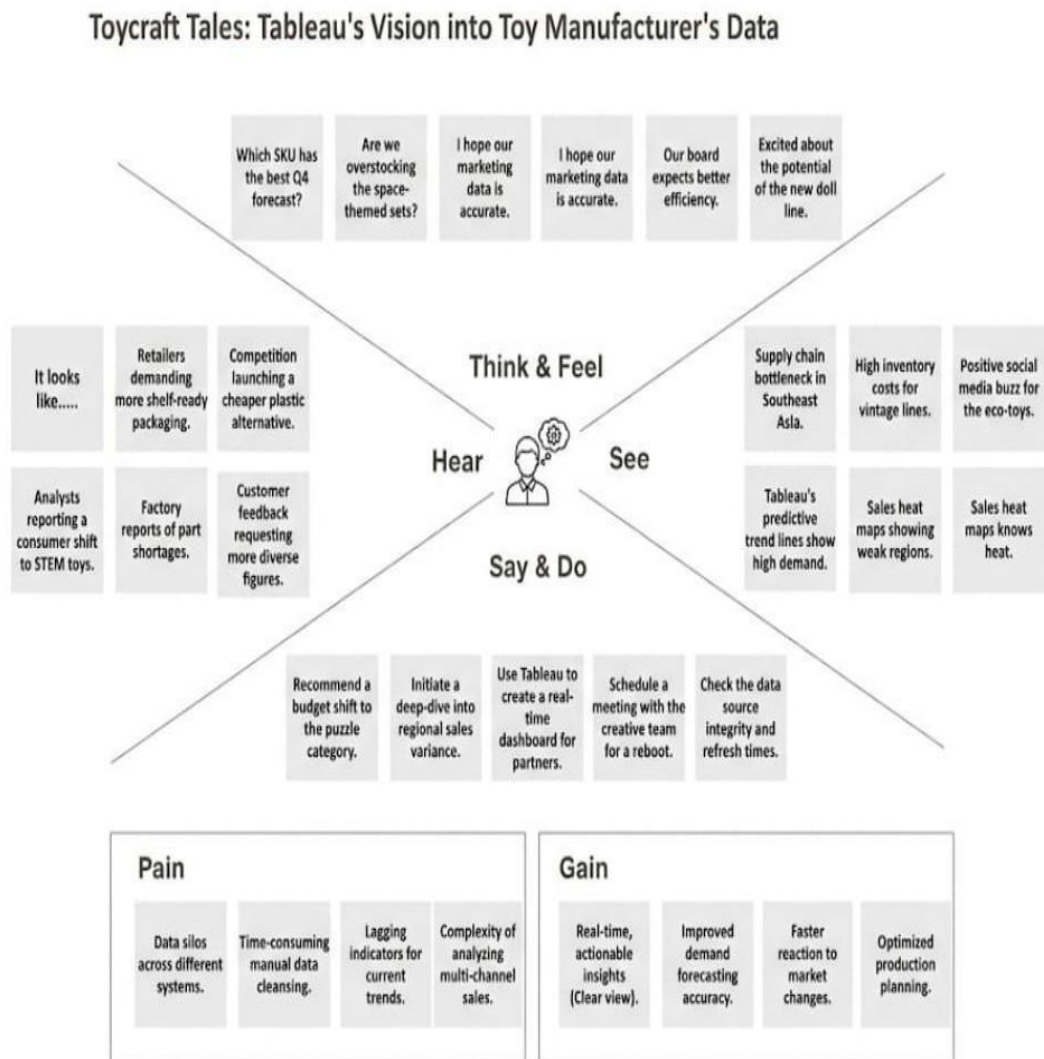 Toycraft Tales: Tableau's Vision into Toy Manufacturer's Data
Which SKU has
the best Q4
forecast?
Are we
overstocking
the space-
themed sets?
I hope our
marketing
data is
accurate.
I hope our
marketing data
is accurate.
Our board
expects better
efficiency.
Excited about
the potential
of the new doll
line.
Think & Feel
It looks
like.....
Retailers
demanding
more shelf-ready
packaging.
Competition
launching a
cheaper plastic
alternative.
Analysts
reporting a
consumer shift
to STEM toys.
Factory
reports of part
shortages.
Customer
feedback
requesting
more diverse
figures.
Hear
See
Supply chain
bottleneck in
Southeast
Asla.
High inventory
costs for
vintage lines.
Positive social
media buzz for
the eco-toys.
Tableau's
predictive
trend lines show
high demand.
Sales heat
maps showing
weak regions.
Sales heat
maps knows
heat.
Say & Do
Recommend a
budget shift to
the puzzle
category.
Initiate a
deep-dive into
regional sales
variance.
Use Tableau to
create a real-
time
dashboard for
partners.
Schedule a
meeting with the
creative team
for a reboot.
Check the data
source
integrity and
refresh times.
Pain
Data silos
across different
systems.
Time-consuming
manual data
cleansing.
Lagging
indicators for
current
trends.
Complexity of
analyzing
multi-channel
sales.
Gain
Real-time,
actionable
insights
(Clear view).
Improved
demand
forecasting
accuracy.
Faster
reaction to
market
changes.
Optimized
production
planning.